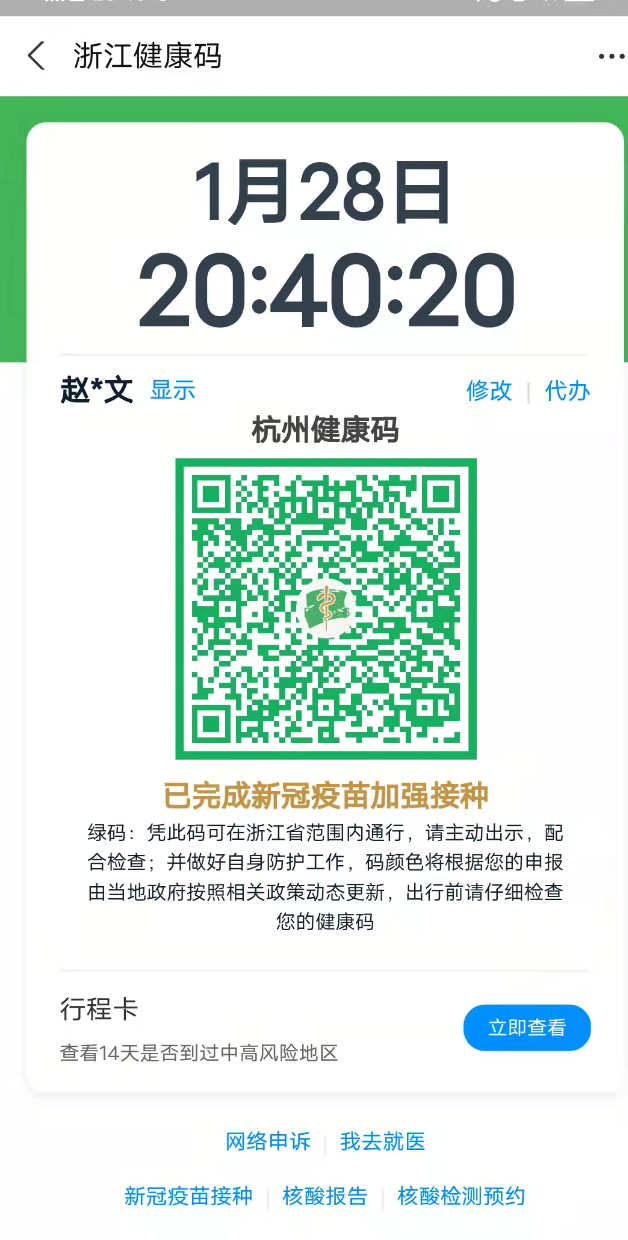 浙江健康码
1月28日
20:40:20
赵*文 显示 修改 | 代办
杭州健康码
已完成新冠疫苗加强接种
绿码：凭此码可在浙江省范围内通行，请主动出示，配
合检查；并做好自身防护工作，码颜色将根据您的申报
由当地政府按照相关政策动态更新，出行前请仔细检查
您的健康码
行程卡
立即查看
查看14天是否到过中高风险地区
网络申诉 | 我去就医
新冠疫苗接种 | 核酸报告 | 核酸检测预约